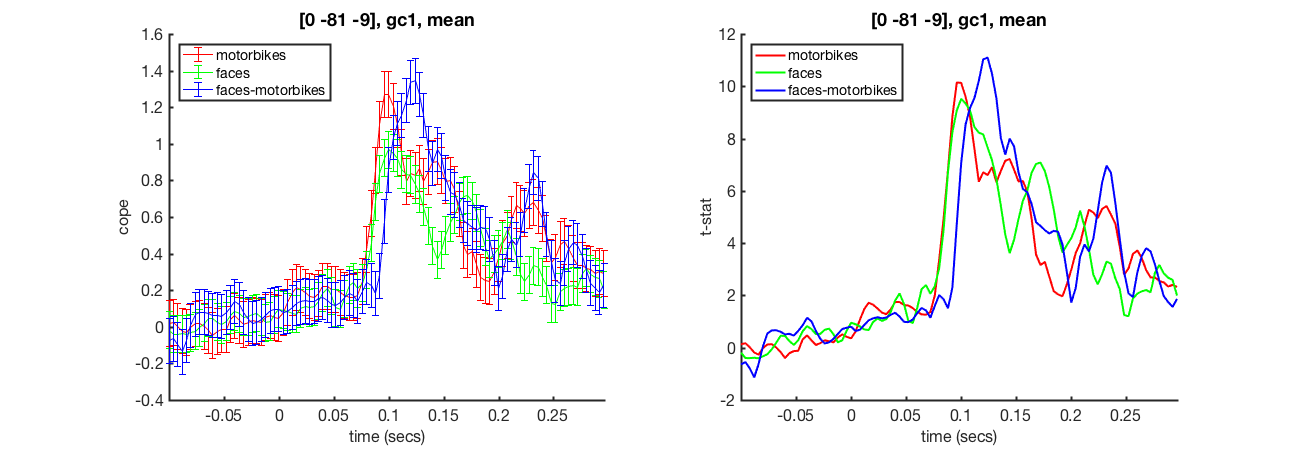 [0 -81 -9], gc1, mean
1.6
1.4
1.2
1
0.8
0.6
0.4
0.2
0
-0.2
-0.4
cope
motorbikes
faces
faces-motorbikes
-0.05
0
0.05
0.1
0.15
0.2
0.25
time (secs)
[0 -81 -9], gc1, mean
12
10
8
6
4
2
0
-2
t-stat
motorbikes
faces
faces-motorbikes
-0.05
0
0.05
0.1
0.15
0.2
0.25
time (secs)